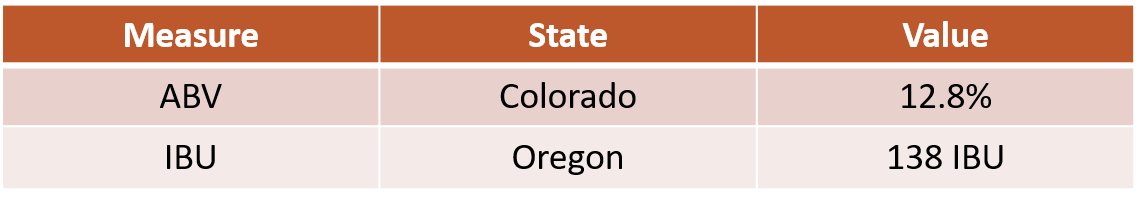 Measure State Value
ABV Colorado 12.8%
IBU Oregon 138 IBU